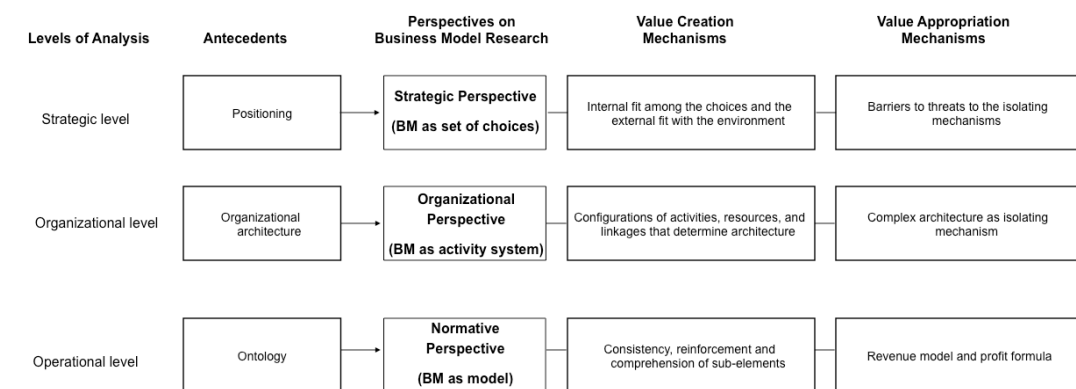 Levels of Analysis
Antecedents
Perspectives on
Business Model Research
Value Creation
Mechanisms
Value Appropriation
Mechanisms
Strategic level
Positioning
Strategic Perspective
(BM as set of choices)
Internal fit among the choices and the
external fit with the environment
Barriers to threats to the isolating
mechanisms
Organizational level
Organizational
architecture
Organizational
Perspective
(BM as activity system)
Configurations of activities, resources, and
linkages that determine architecture
Complex architecture as isolating
mechanism
Operational level
Ontology
Normative
Perspective
(BM as model)
Consistency, reinforcement and
comprehension of sub-elements
Revenue model and profit formula